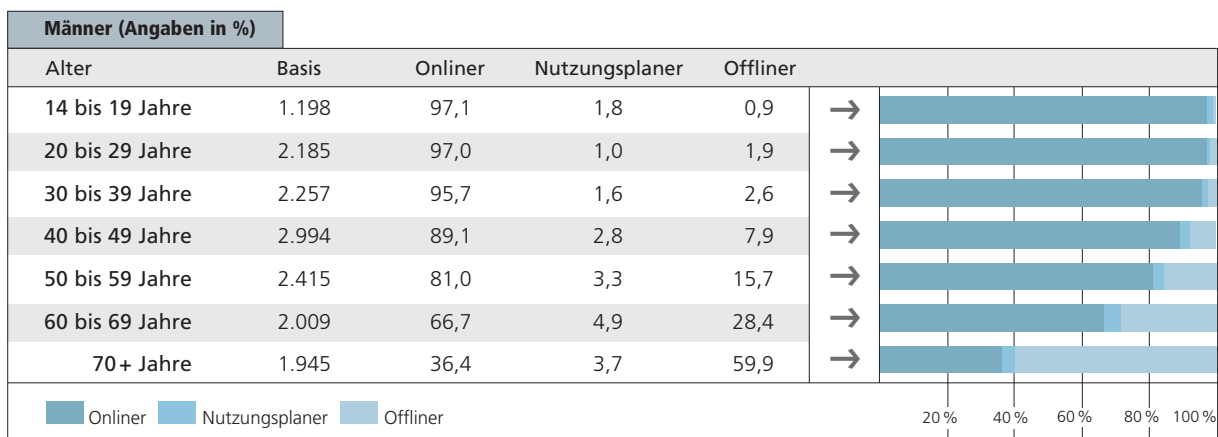 Männer (Angaben in %)
Alter Basis Onliner Nutzungsplaner Offliner
14 bis 19 Jahre 1.198 97,1 1,8 0,9 →
20 bis 29 Jahre 2.185 97,0 1,0 1,9 →
30 bis 39 Jahre 2.257 95,7 1,6 2,6 →
40 bis 49 Jahre 2.994 89,1 2,8 7,9 →
50 bis 59 Jahre 2.415 81,0 3,3 15,7 →
60 bis 69 Jahre 2.009 66,7 4,9 28,4 →
70+ Jahre 1.945 36,4 3,7 59,9 →
Onliner Nutzungsplaner Offliner 20 % 40 % 60 % 80 % 100 %